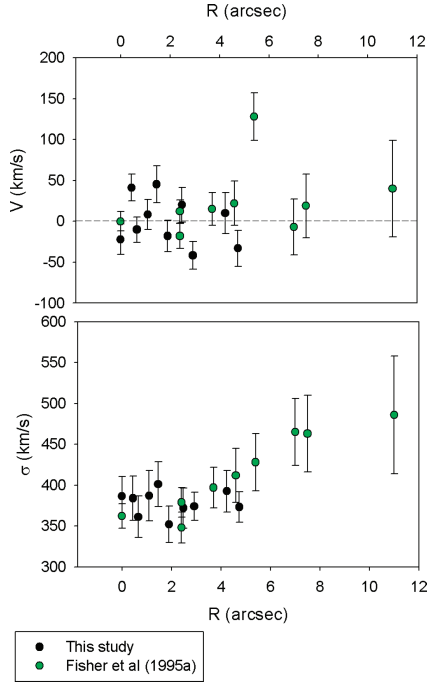 R (arcsec)
0 2 4 6 8 10 12
200
150
100
50
0
-50
-100
V (km/s)
600
550
500
450
400
350
300
σ (km/s)
0 2 4 6 8 10 12
R (arcsec)
This study
Fisher et al (1995a)